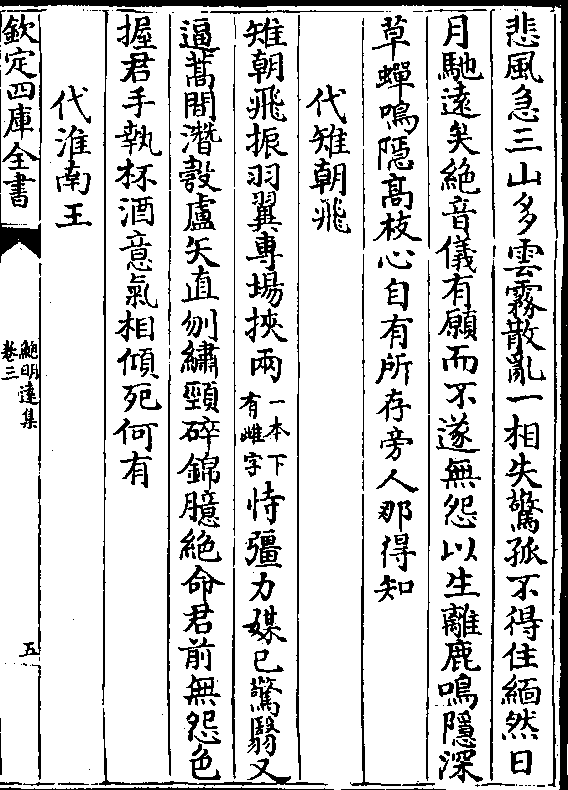 悲風急三山多雲霧散亂一相失驚孤不得住緬然日
月馳遠矣絶音儀有願而不遂無怨以生離鹿鳴隱深
草蟬鳴隱髙枝心自有所存旁人那得知
代雉朝飛
雉朝飛振羽翼專場挾兩一本下有雌字恃彊力媒已驚翳又
逼蒿間潛彀盧矢直刎繡頸碎錦臆絶命君前無怨色
握君手執杯酒意氣相傾死何有
代淮南王
欽定四庫全書
鮑明逺集
卷三
五